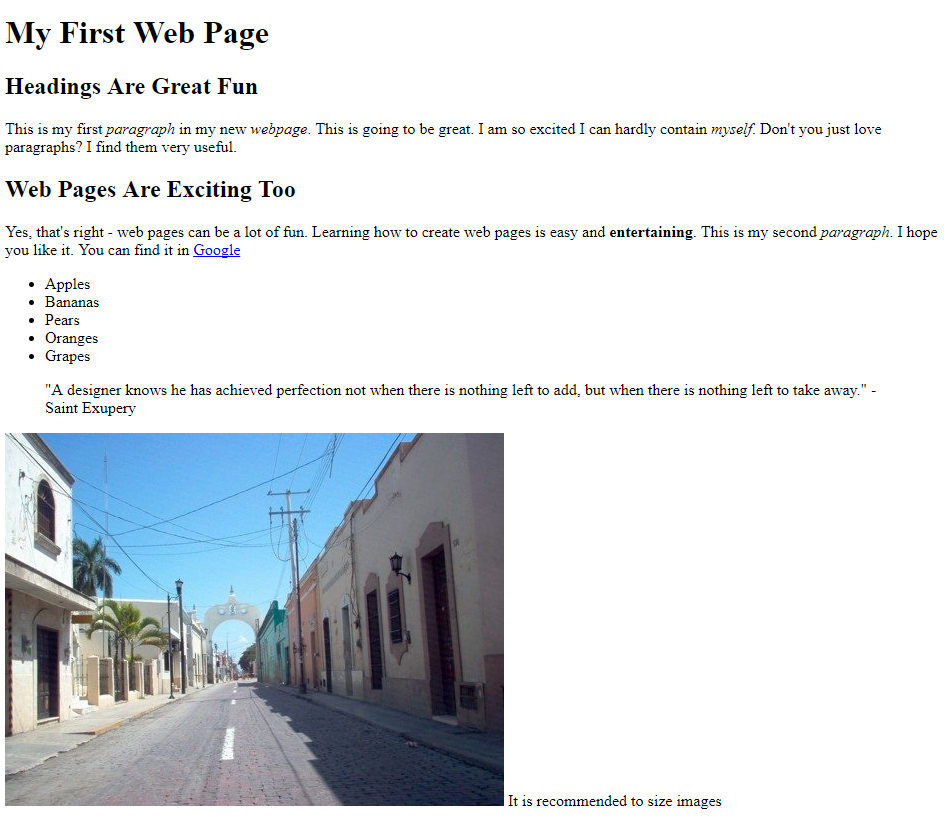 My First Web Page
Headings Are Great Fun
This is my first paragraph in my new webpage. This is going to be great. I am so excited I can hardly contain myself. Don't you just love
paragraphs? I find them very useful.
Web Pages Are Exciting Too
Yes, that's right - web pages can be a lot of fun. Learning how to create web pages is easy and entertaining. This is my second paragraph. I hope
you like it. You can find it in Google
Apples
Bananas
Pears
Oranges
Grapes
"A designer knows he has achieved perfection not when there is nothing left to add, but when there is nothing left to take away." -
Saint Exupery
It is recommended to size images